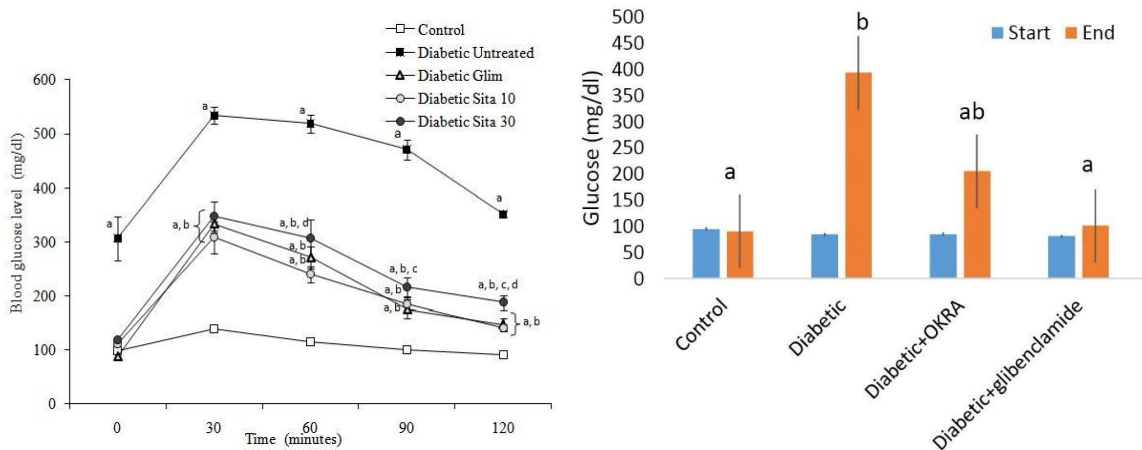 Control
Diabetic Untreated
Diabetic Glim
Diabetic Sita 10
Diabetic Sita 30
Blood glucose level (mg/dl)
600
500
400
300
200
100
0
a
a
a
a
a
a, b
a, b, d
a, b
a, b
a, b, c
a, b
a, b
a, b, c, d
a, b
0 30 60 90 120
Time (minutes)
Start End
Glucose (mg/dl)
500
450
400
350
300
250
200
150
100
50
0
a
b
ab
a
Control
Diabetic
Diabetic+OKRA
Diabetic+glibenclamide